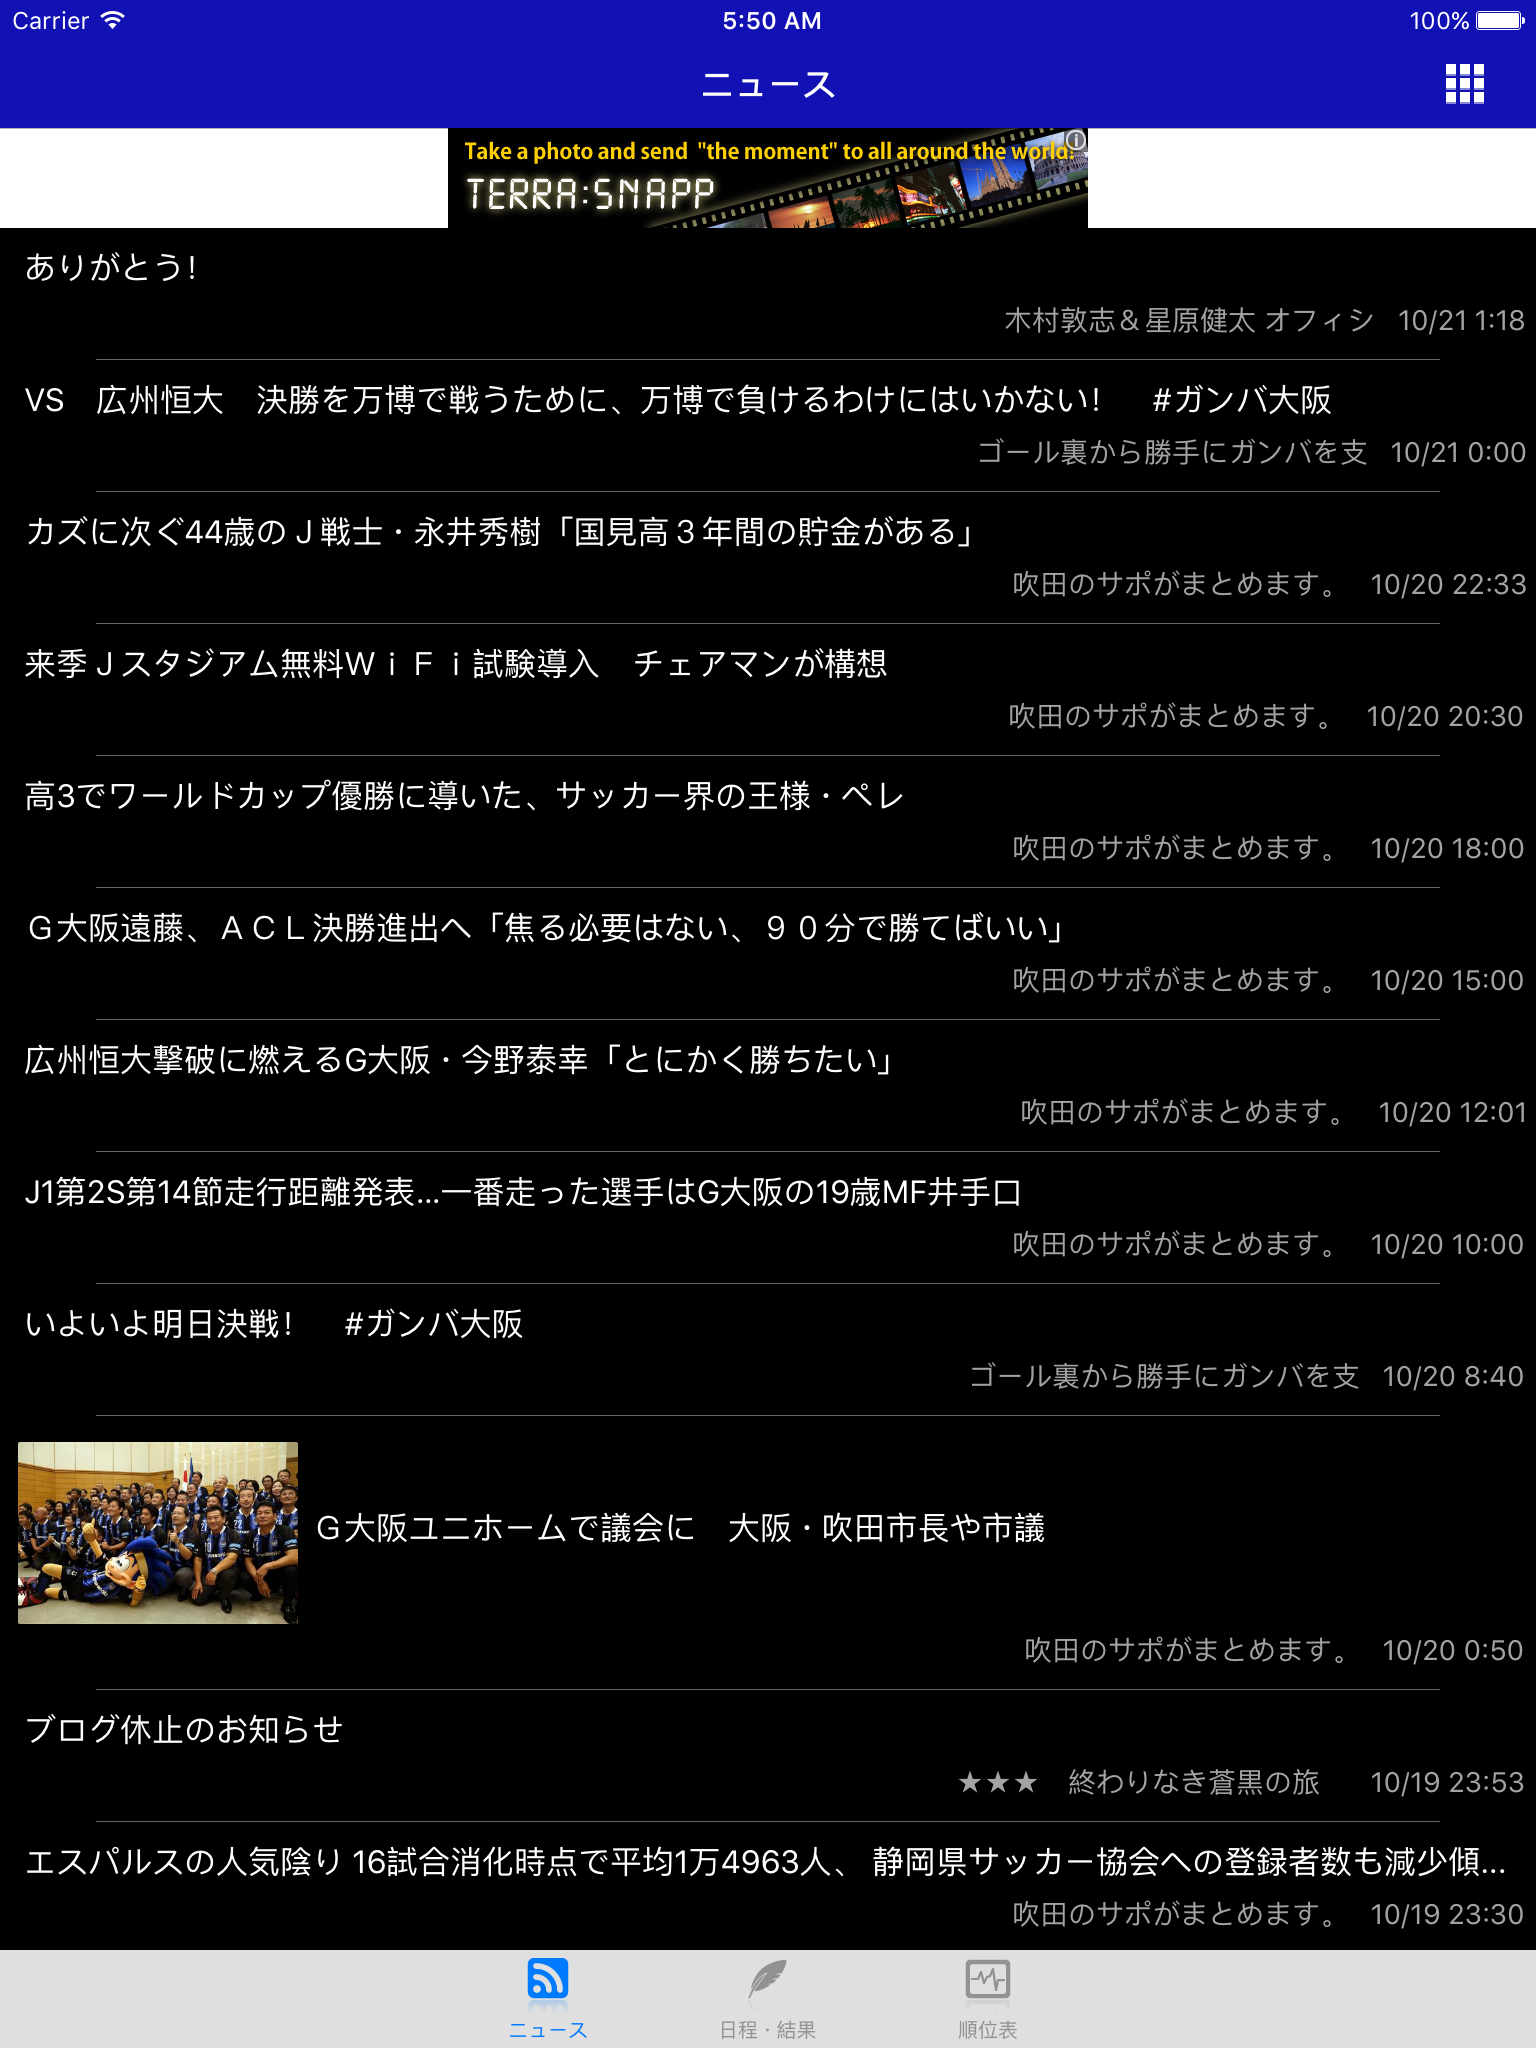 Carrier 5:50 AM 100%
ニュース
Take a photo and send "the moment" to all around the world!
TERRA:SNAPP
ありがとう！
木村敦志＆星原健太 オフィシ 10/21 1:18
VS　広州恒大　決勝を万博で戦うために、万博で負けるわけにはいかない！　#ガンバ大阪
ゴール裏から勝手にガンバを支 10/21 0:00
カズに次ぐ44歳のＪ戦士・永井秀樹「国見高３年間の貯金がある」
吹田のサポがまとめます。 10/20 22:33
来季Ｊスタジアム無料ＷｉＦｉ試験導入　チェアマンが構想
吹田のサポがまとめます。 10/20 20:30
高3でワールドカップ優勝に導いた、サッカー界の王様・ペレ
吹田のサポがまとめます。 10/20 18:00
Ｇ大阪遠藤、ＡＣＬ決勝進出へ「焦る必要はない、９０分で勝てばいい」
吹田のサポがまとめます。 10/20 15:00
広州恒大撃破に燃えるG大阪・今野泰幸「とにかく勝ちたい」
吹田のサポがまとめます。 10/20 12:01
J1第2S第14節走行距離発表…一番走った選手はG大阪の19歳MF井手口
吹田のサポがまとめます。 10/20 10:00
いよいよ明日決戦！　#ガンバ大阪
ゴール裏から勝手にガンバを支 10/20 8:40
Ｇ大阪ユニホームで議会に　大阪・吹田市長や市議
吹田のサポがまとめます。 10/20 0:50
ブログ休止のお知らせ
★★★　終わりなき蒼黒の旅 10/19 23:53
エスパルスの人気陰り 16試合消化時点で平均1万4963人、 静岡県サッカー協会への登録者数も減少傾...
吹田のサポがまとめます。 10/19 23:30
ニュース 日程・結果 順位表